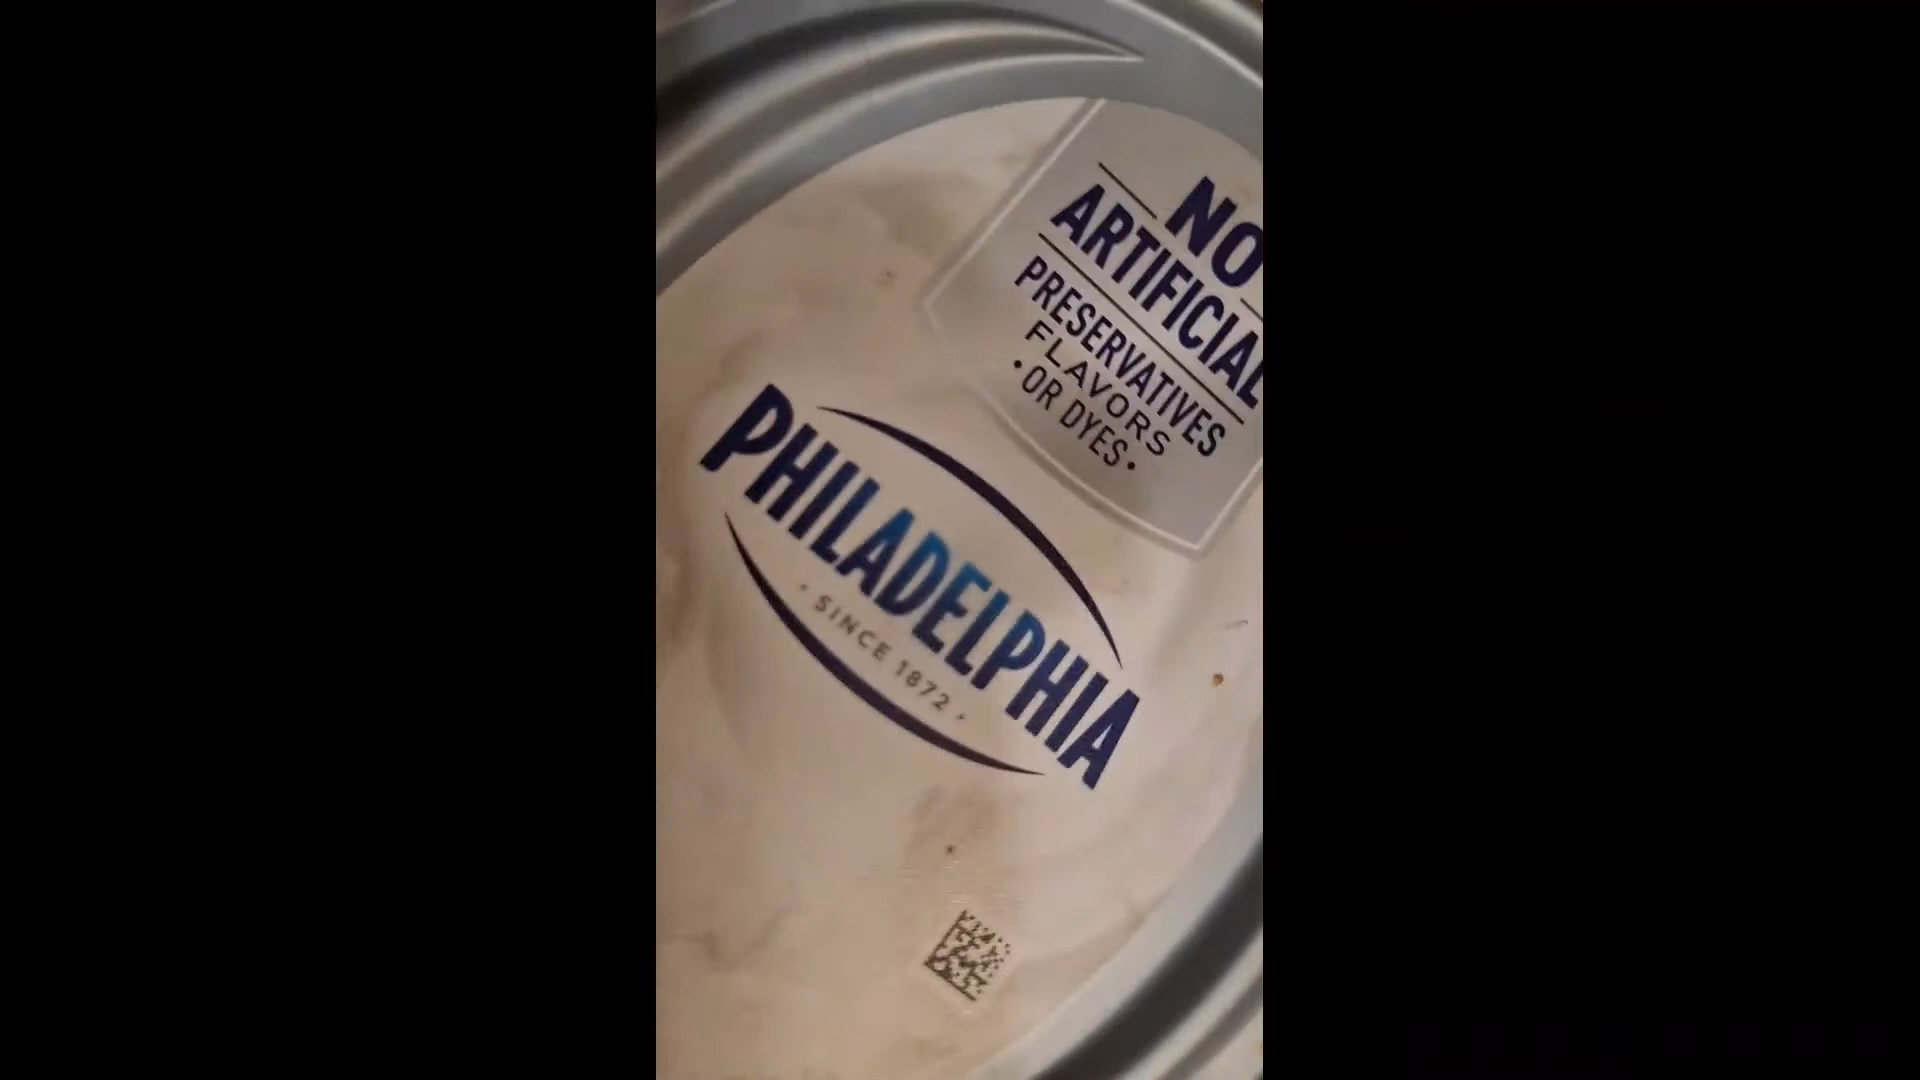 NO
ARTIFICIAL
PRESERVATIVES
FLAVORS
• OR DYES •
PHILADELPHIA
• SINCE 1872 •